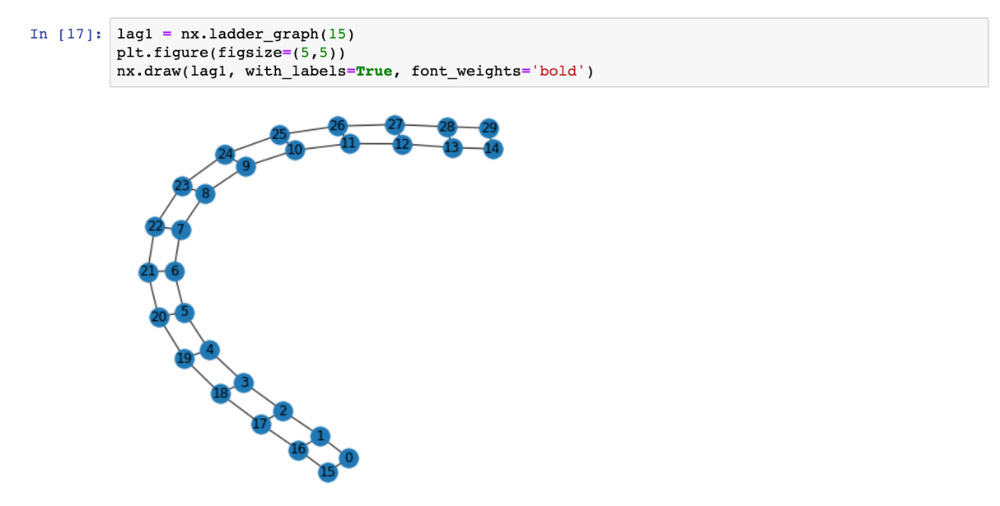 In [17]: lag1 = nx.ladder_graph(15)
plt.figure(figsize=(5,5))
nx.draw(lag1, with_labels=True, font_weights='bold')
25 26 27 28 29
24 10 11 12 13 14
23 9
8
22 7
21 6
20 5
19 4
18 3
17 2
16 1
15 0